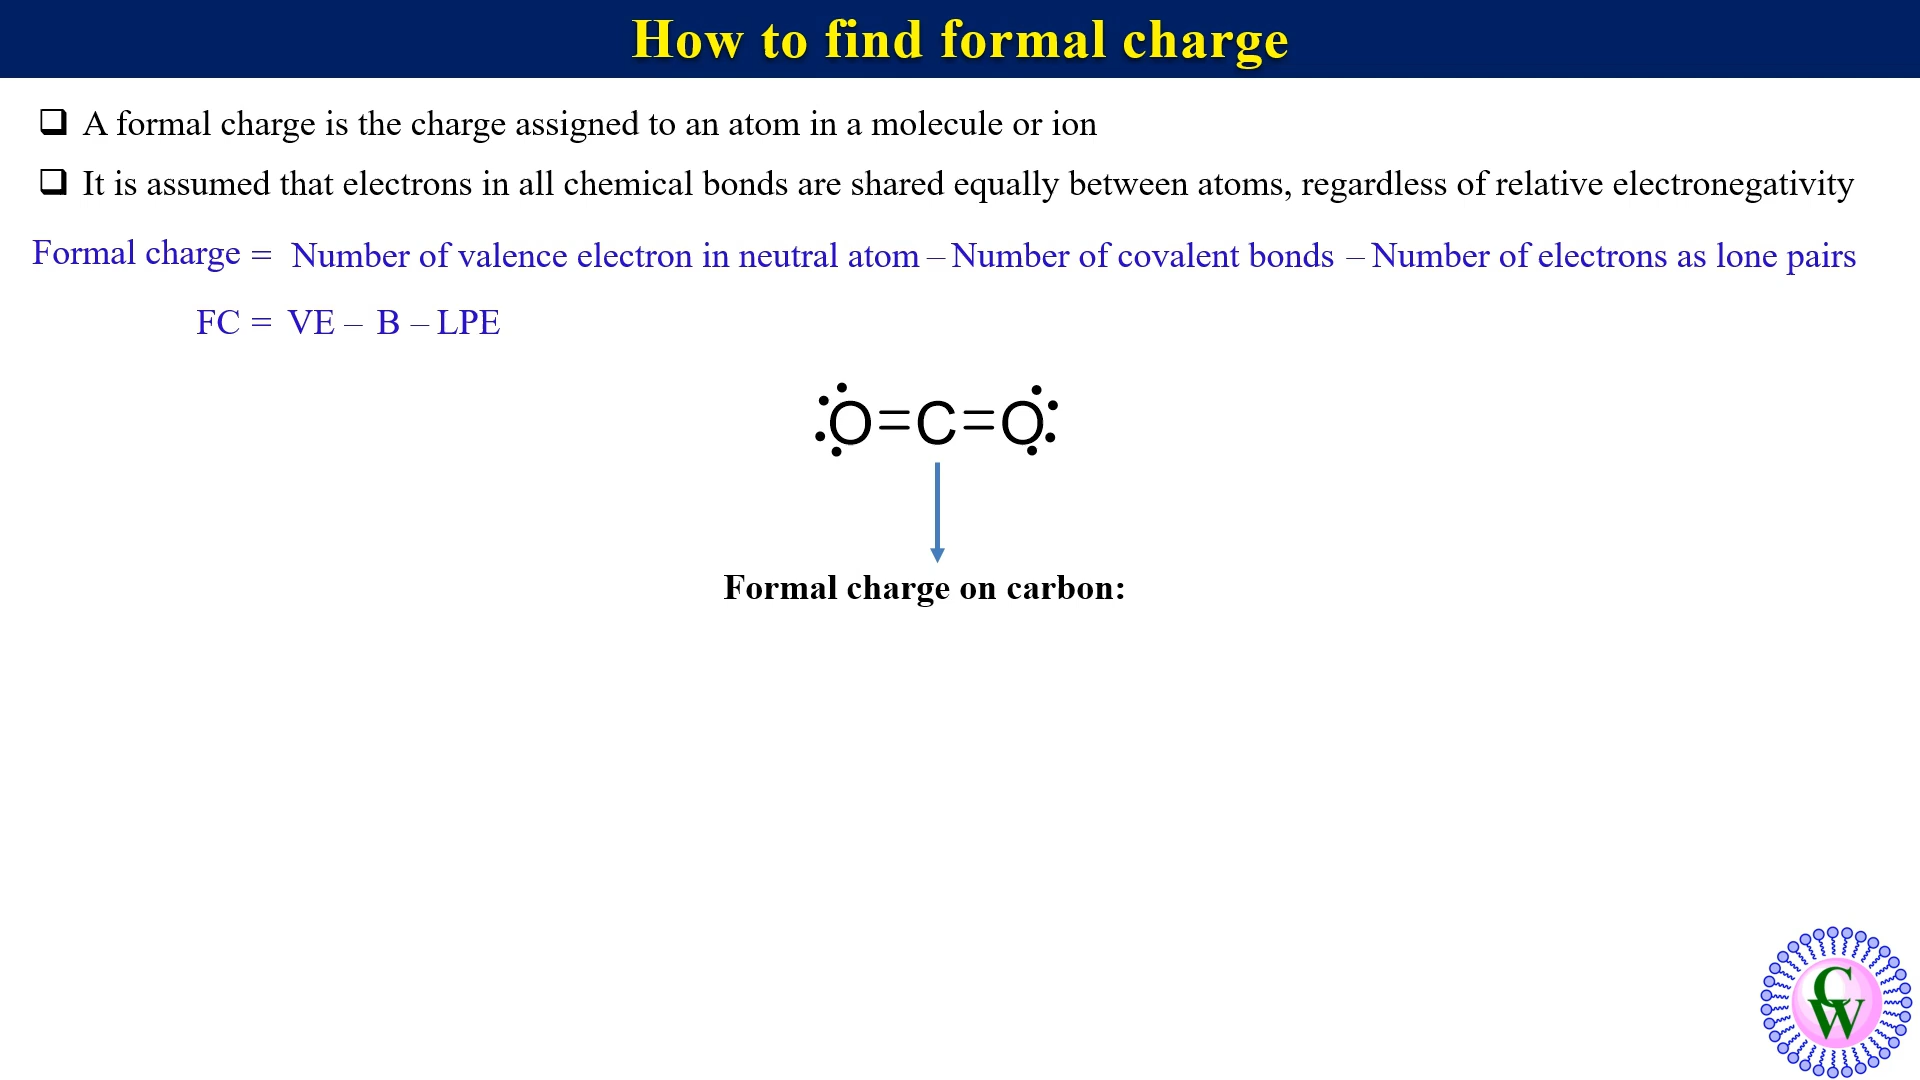 How to find formal charge
❑ A formal charge is the charge assigned to an atom in a molecule or ion
❑ It is assumed that electrons in all chemical bonds are shared equally between atoms, regardless of relative electronegativity
Formal charge = Number of valence electron in neutral atom – Number of covalent bonds – Number of electrons as lone pairs
FC = VE – B – LPE
O=C=O
Formal charge on carbon:
CW